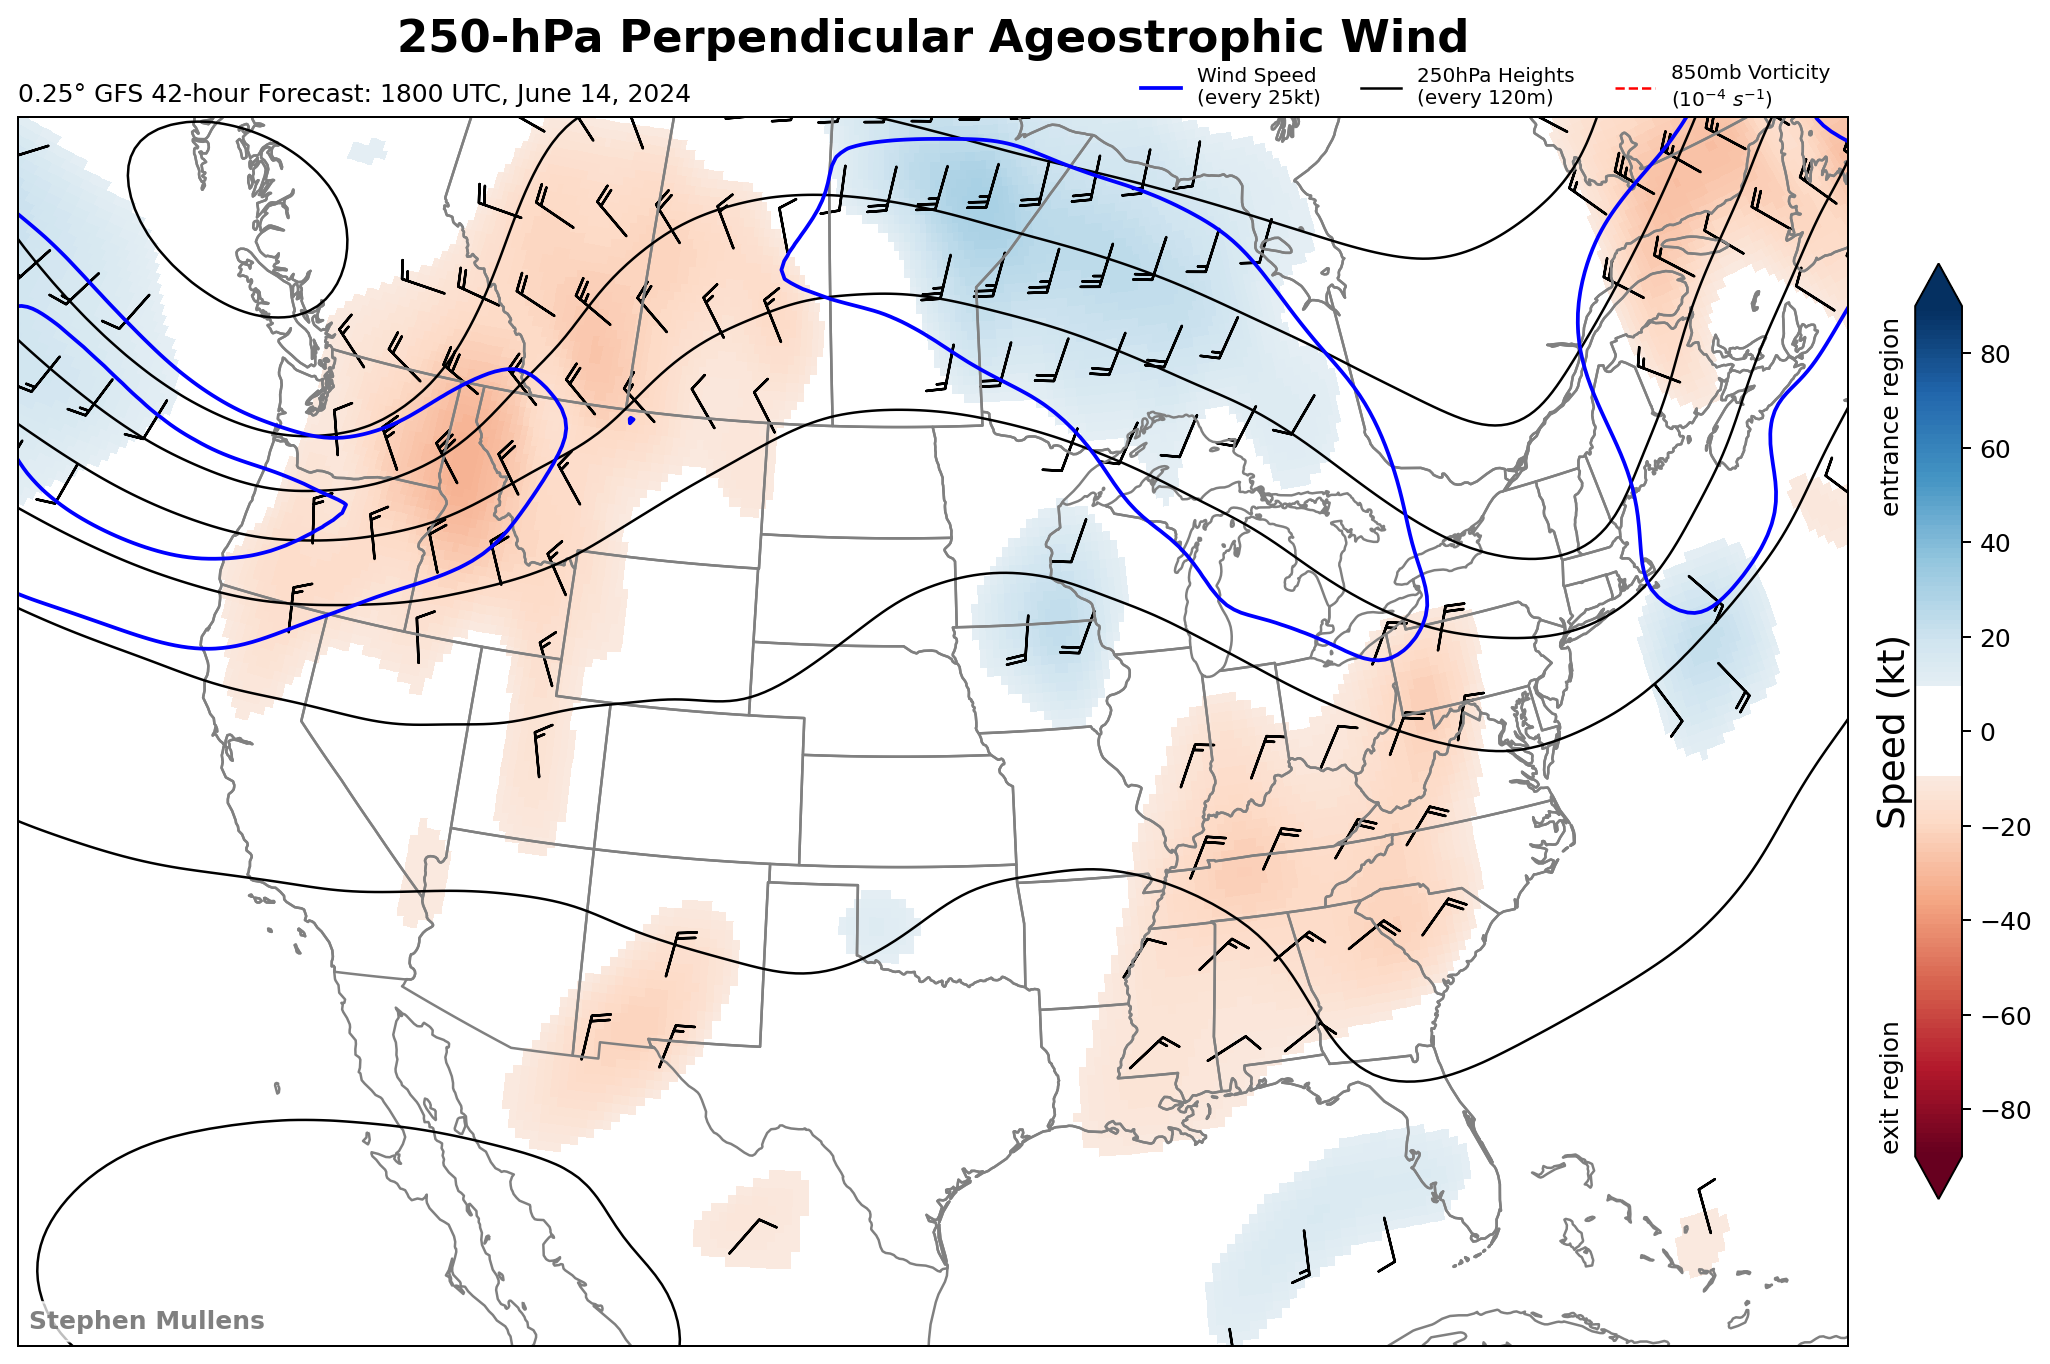 250-hPa Perpendicular Ageostrophic Wind
0.25° GFS 42-hour Forecast: 1800 UTC, June 14, 2024
Wind Speed
(every 25kt)
250hPa Heights
(every 120m)
850mb Vorticity
(10⁻⁴ s⁻¹)
entrance region
Speed (kt)
exit region
80
60
40
20
0
−20
−40
−60
−80
Stephen Mullens